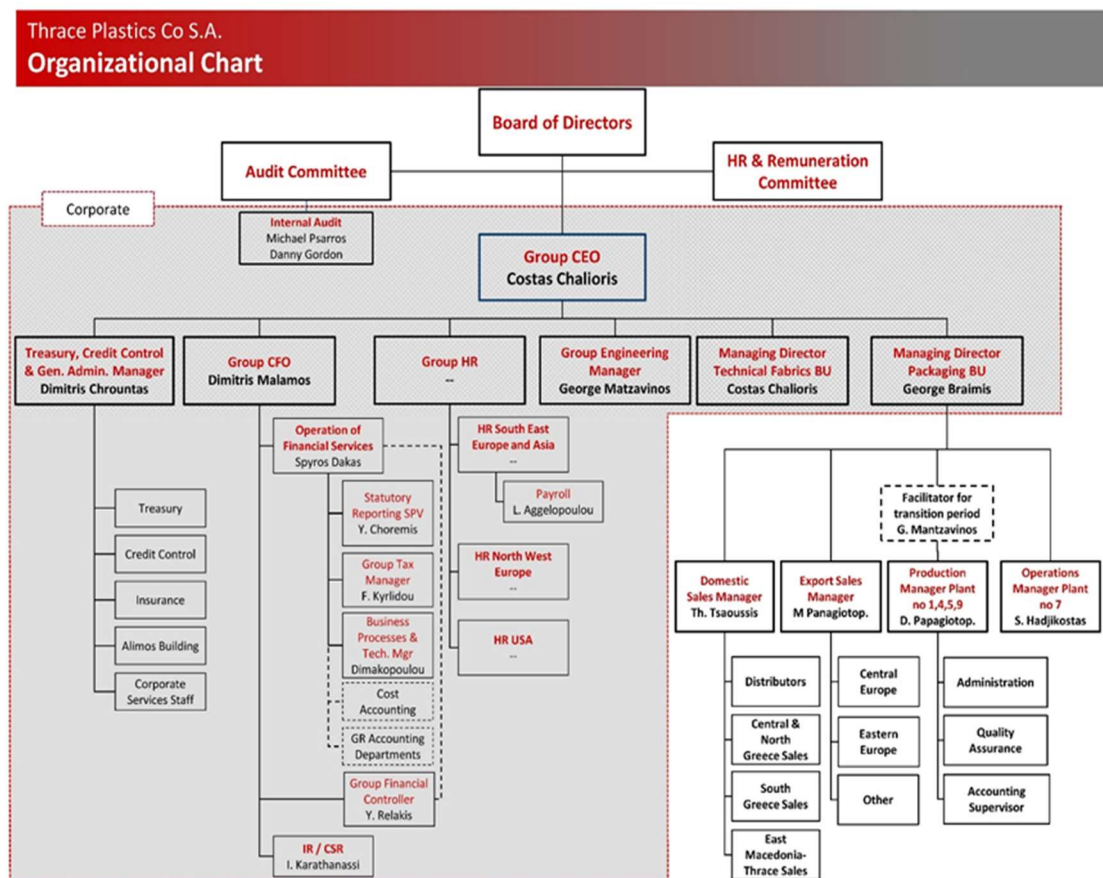 Thrace Plastics Co S.A.
Organizational Chart
Board of Directors
Audit Committee
HR & Remuneration
Committee
Corporate
Internal Audit
Michael Psarros
Danny Gordon
Group CEO
Costas Chalioris
Treasury, Credit Control
& Gen. Admin. Manager
Dimitris Chrountas
Group CFO
Dimitris Malamos
Group HR
--
Group Engineering
Manager
George Matzavinos
Managing Director
Technical Fabrics BU
Costas Chalioris
Managing Director
Packaging BU
George Braimis
Treasury
Credit Control
Insurance
Alimos Building
Corporate
Services Staff
Operation of
Financial Services
Spyros Dakas
Statutory
Reporting SPV
Y. Choremis
Group Tax
Manager
F. Kyrlidou
Business
Processes &
Tech. Mgr
Dimakopoulou
Cost
Accounting
GR Accounting
Departments
Group Financial
Controller
Y. Relakis
IR / CSR
I. Karathanassi
HR South East
Europe and Asia
--
Payroll
L. Aggelopoulou
HR North West
Europe
--
HR USA
--
Facilitator for
transition period
G. Mantzavinos
Domestic
Sales Manager
Th. Tsaoussis
Export Sales
Manager
M Panagiotop.
Production
Manager Plant
no 1,4,5,9
D. Papagiotop.
Operations
Manager Plant
no 7
S. Hadjikostas
Distributors
Central &
North
Greece Sales
South
Greece Sales
East
Macedonia-
Thrace Sales
Central
Europe
Eastern
Europe
Other
Administration
Quality
Assurance
Accounting
Supervisor